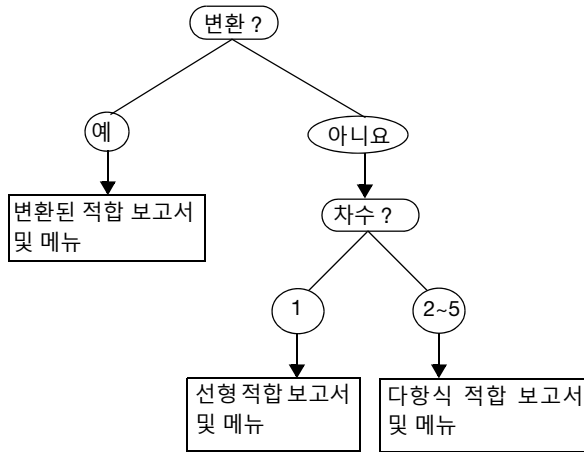 변환 ?
예
아니요
변환된 적합 보고서
및 메뉴
차수 ?
1
2~5
선형 적합 보고서
및 메뉴
다항식 적합 보고서
및 메뉴